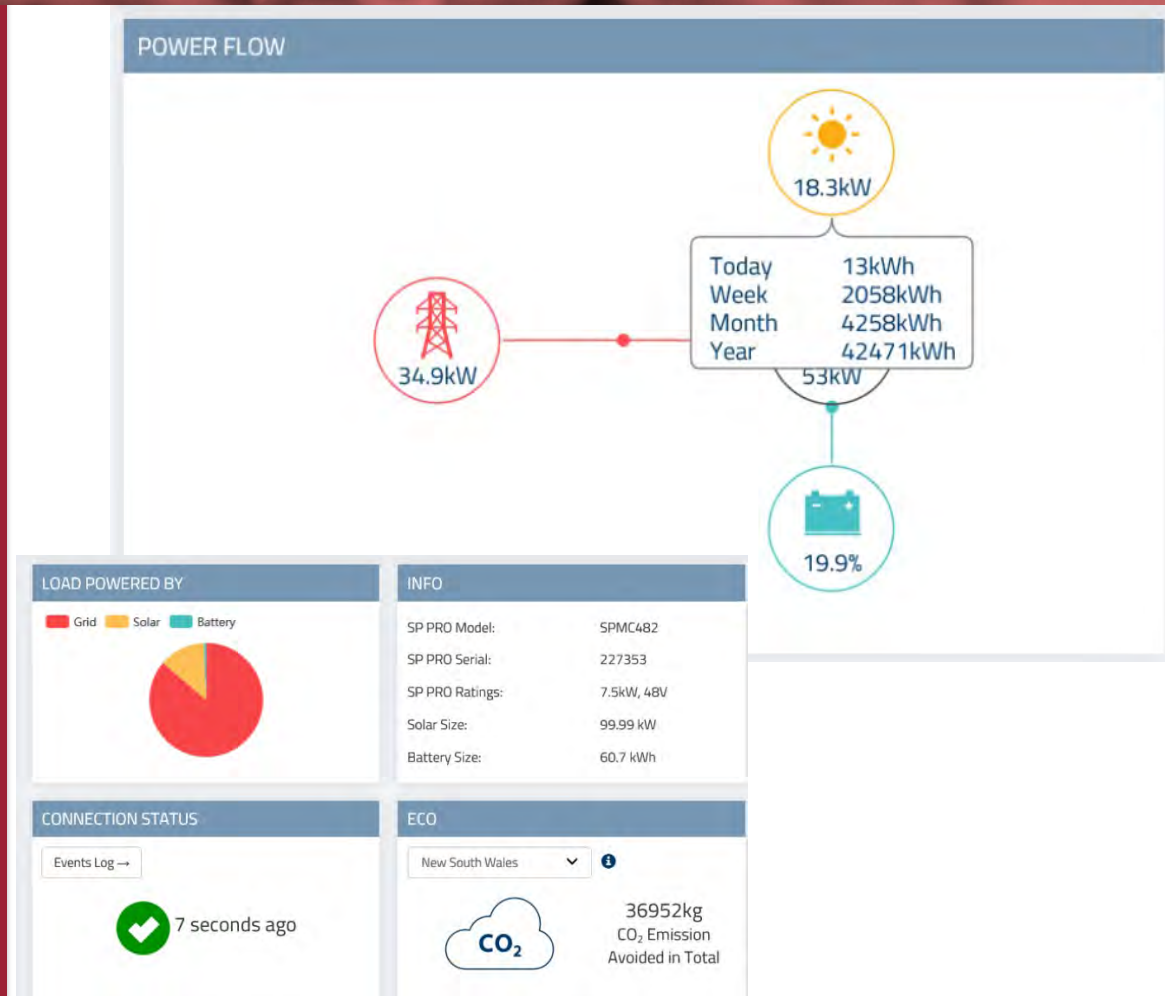 POWER FLOW
18.3kW
Today 13kWh
Week 2058kWh
Month 4258kWh
Year 42471kWh
34.9kW
53kW
19.9%
LOAD POWERED BY
Grid Solar Battery
INFO
SP PRO Model: SPMC482
SP PRO Serial: 227353
SP PRO Ratings: 7.5kW, 48V
Solar Size: 99.99 kW
Battery Size: 60.7 kWh
CONNECTION STATUS
Events Log →
7 seconds ago
ECO
New South Wales
CO₂
36952kg
CO₂ Emission
Avoided in Total